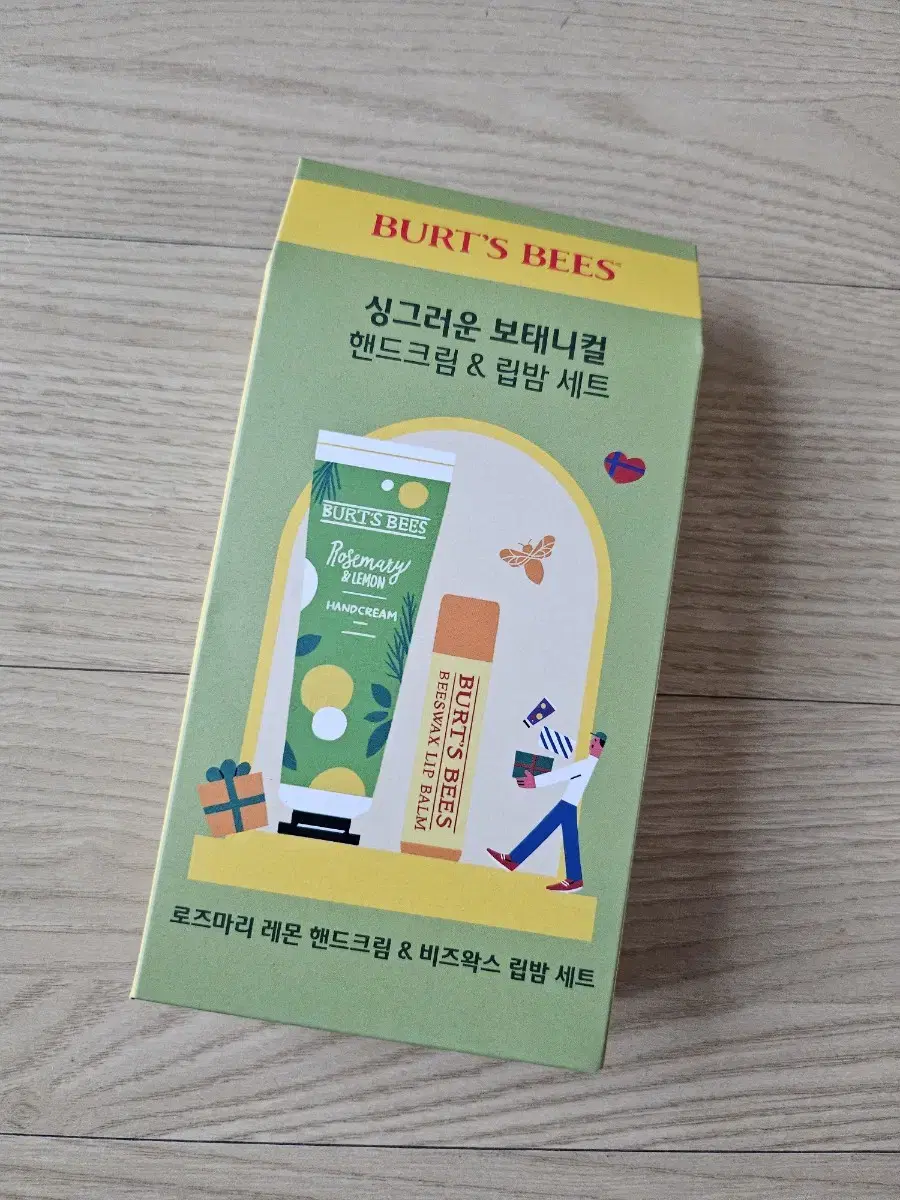 BURT'S BEES
싱그러운 보태니컬
핸드크림 & 립밤 세트
BURT'S BEES
Rosemary
& LEMON
HANDCREAM
BURT'S BEES
BEESWAX LIP BALM
로즈마리 레몬 핸드크림 & 비즈왁스 립밤 세트